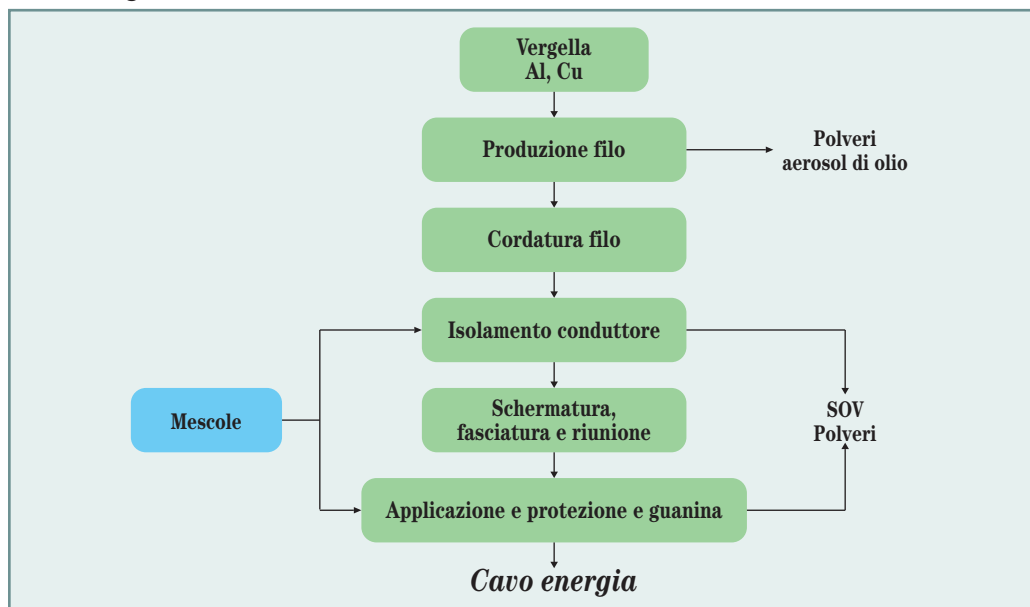 Vergella
Al, Cu
Produzione filo
Polveri
aerosol di olio
Cordatura filo
Isolamento conduttore
Mescole
Schermatura,
fasciatura e riunione
SOV
Polveri
Applicazione e protezione e guanina
Cavo energia